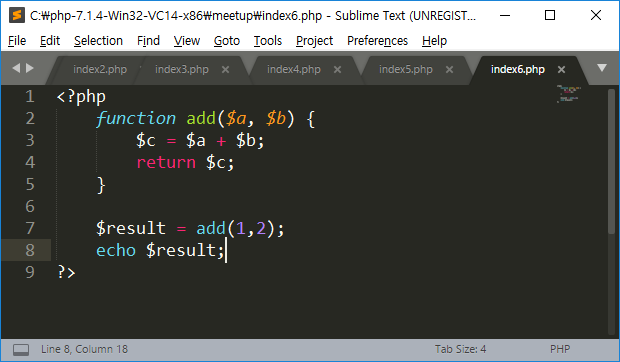 C:₩php-7.1.4-Win32-VC14-x86₩meetup₩index6.php - Sublime Text (UNREGIST...
File Edit Selection Find View Goto Tools Project Preferences Help
index2.php index3.php index4.php index5.php index6.php
1 <?php
2 function add($a, $b) {
3 $c = $a + $b;
4 return $c;
5 }
6
7 $result = add(1,2);
8 echo $result;
9 ?>
Line 8, Column 18 Tab Size: 4 PHP